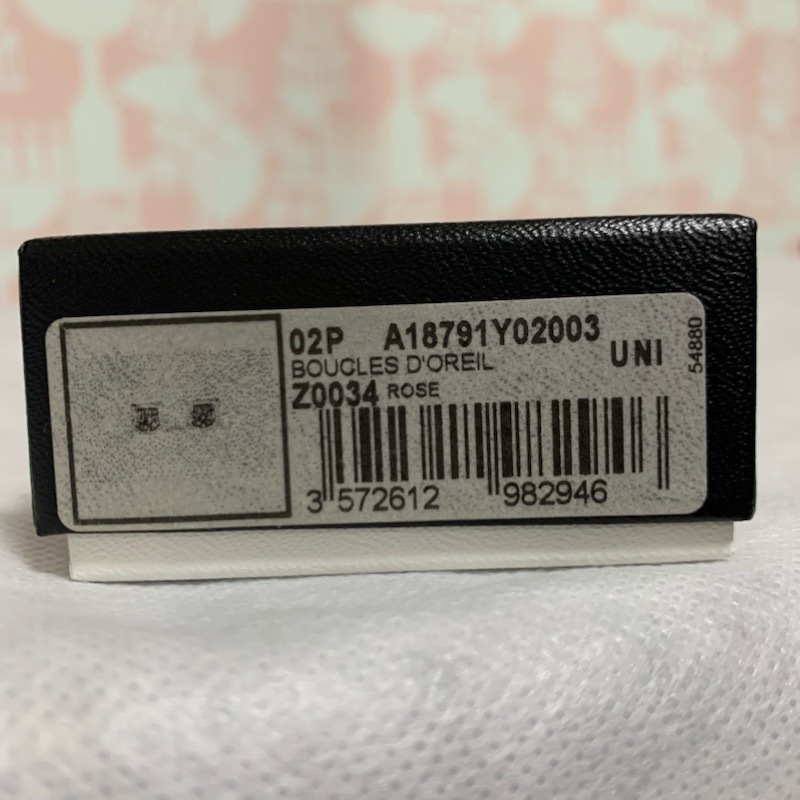 02P A18791Y02003
BOUCLES D'OREIL
UNI
Z0034 ROSE
3 572612 982946
54880